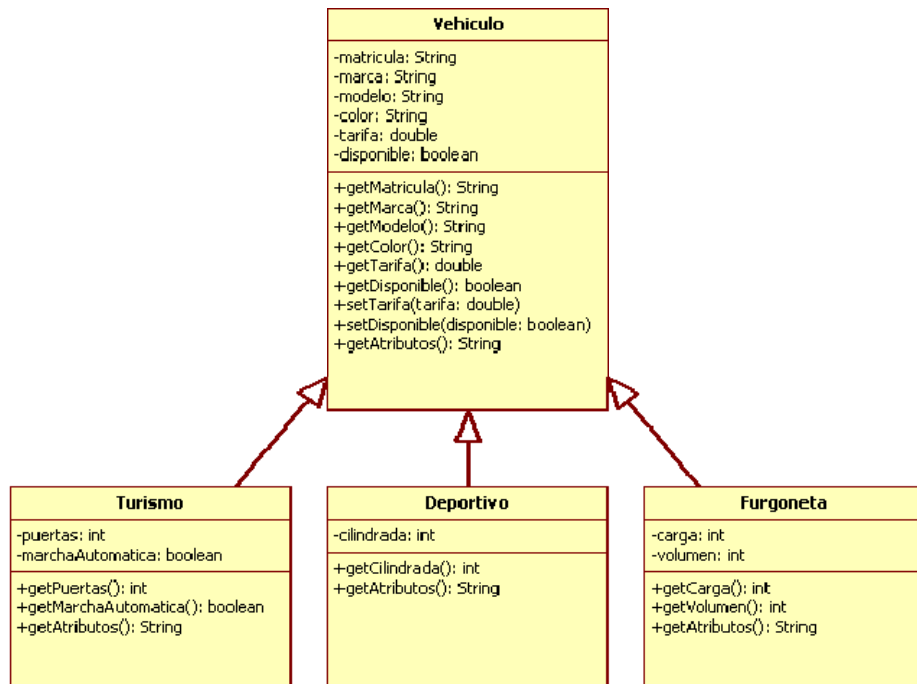 Vehiculo
-matricula: String
-marca: String
-modelo: String
-color: String
-tarifa: double
-disponible: boolean
+getMatricula(): String
+getMarca(): String
+getModelo(): String
+getColor(): String
+getTarifa(): double
+getDisponible(): boolean
+setTarifa(tarifa: double)
+setDisponible(disponible: boolean)
+getAtributos(): String
Turismo
-puertas: int
-marchaAutomatica: boolean
+getPuertas(): int
+getMarchaAutomatica(): boolean
+getAtributos(): String
Deportivo
-cilindrada: int
+getCilindrada(): int
+getAtributos(): String
Furgoneta
-carga: int
-volumen: int
+getCarga(): int
+getVolumen(): int
+getAtributos(): String